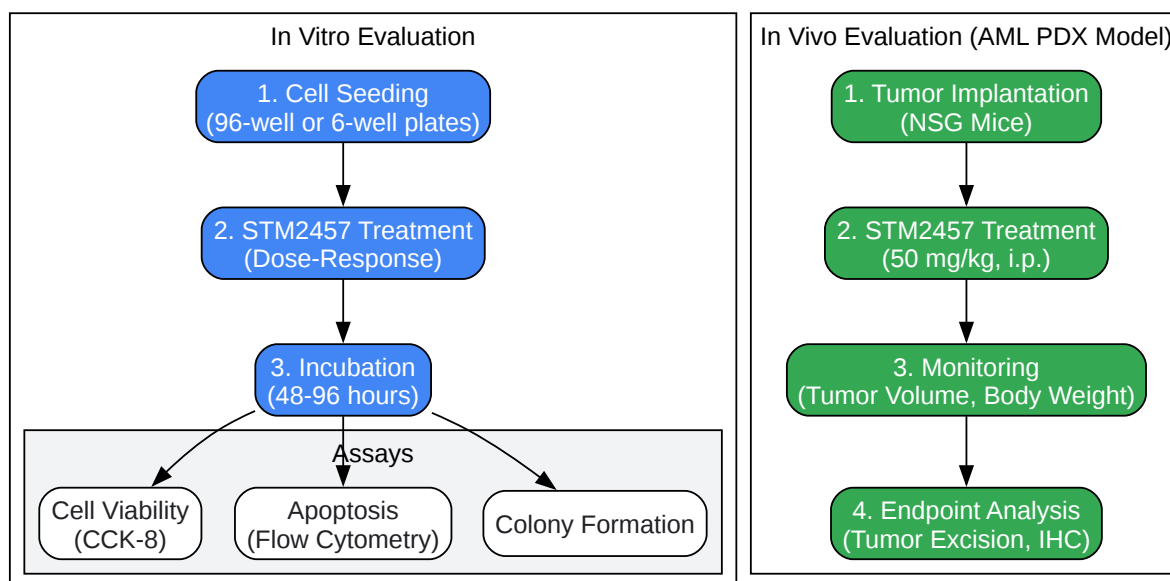 In Vitro Evaluation
1. Cell Seeding
(96-well or 6-well plates)
2. STM2457 Treatment
(Dose-Response)
3. Incubation
(48-96 hours)
Assays
Cell Viability
(CCK-8)
Apoptosis
(Flow Cytometry)
Colony Formation
In Vivo Evaluation (AML PDX Model)
1. Tumor Implantation
(NSG Mice)
2. STM2457 Treatment
(50 mg/kg, i.p.)
3. Monitoring
(Tumor Volume, Body Weight)
4. Endpoint Analysis
(Tumor Excision, IHC)